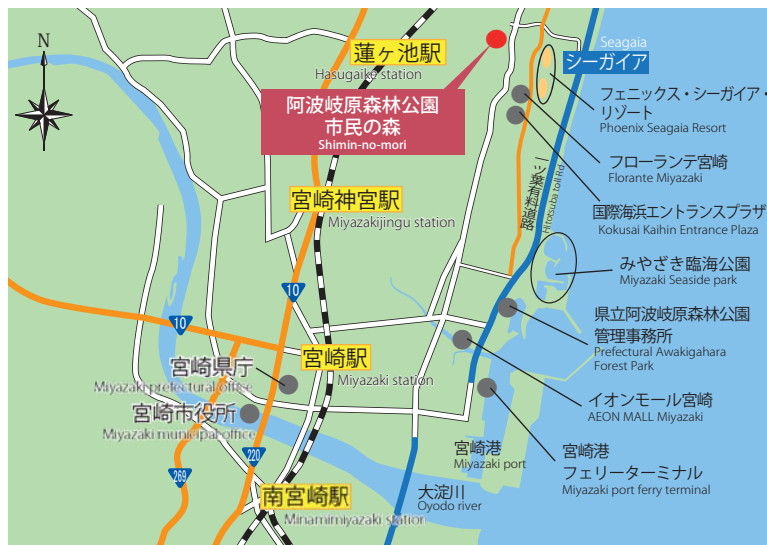 N
蓮ヶ池駅
Hasugaike station
阿波岐原森林公園
市民の森
Shimin-no-mori
Seagaia
シーガイア
フェニックス・シーガイア・
リゾート
Phoenix Seagaia Resort
フローランテ宮崎
Florante Miyazaki
国際海浜エントランスプラザ
Kokusai Kaihin Entrance Plaza
一ツ葉有料道路
Hitotsuba toll Rd
宮崎神宮駅
Miyazakijingu station
みやざき臨海公園
Miyazaki Seaside park
10
10
県立阿波岐原森林公園
管理事務所
Prefectural Awakigahara
Forest Park
宮崎駅
Miyazaki station
宮崎県庁
Miyazaki prefectural office
宮崎市役所
Miyazaki municipal office
イオンモール宮崎
AEON MALL Miyazaki
宮崎港
Miyazaki port
宮崎港
フェリーターミナル
Miyazaki port ferry terminal
220
269
大淀川
Oyodo river
南宮崎駅
Minamimiyazaki station